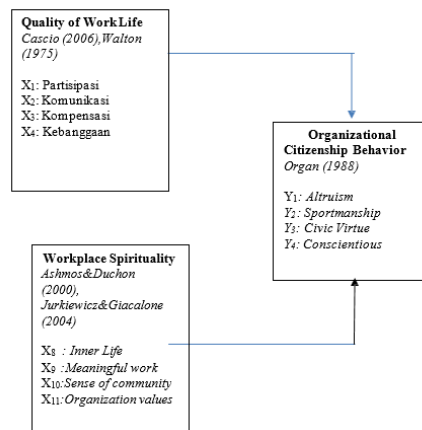 Quality of Work Life
Cascio (2006),Walton
(1975)
X1: Partisipasi
X2: Komunikasi
X3: Kompensasi
X4: Kebanggaan
Organizational
Citizenship Behavior
Organ (1988)
Y1: Altruism
Y2: Sportmanship
Y3: Civic Virtue
Y4: Conscientious
Workplace Spirituality
Ashmos&Duchon
(2000),
Jurkiewicz&Giacalone
(2004)
X8 : Inner Life
X9 : Meaningful work
X10:Sense of community
X11:Organization values